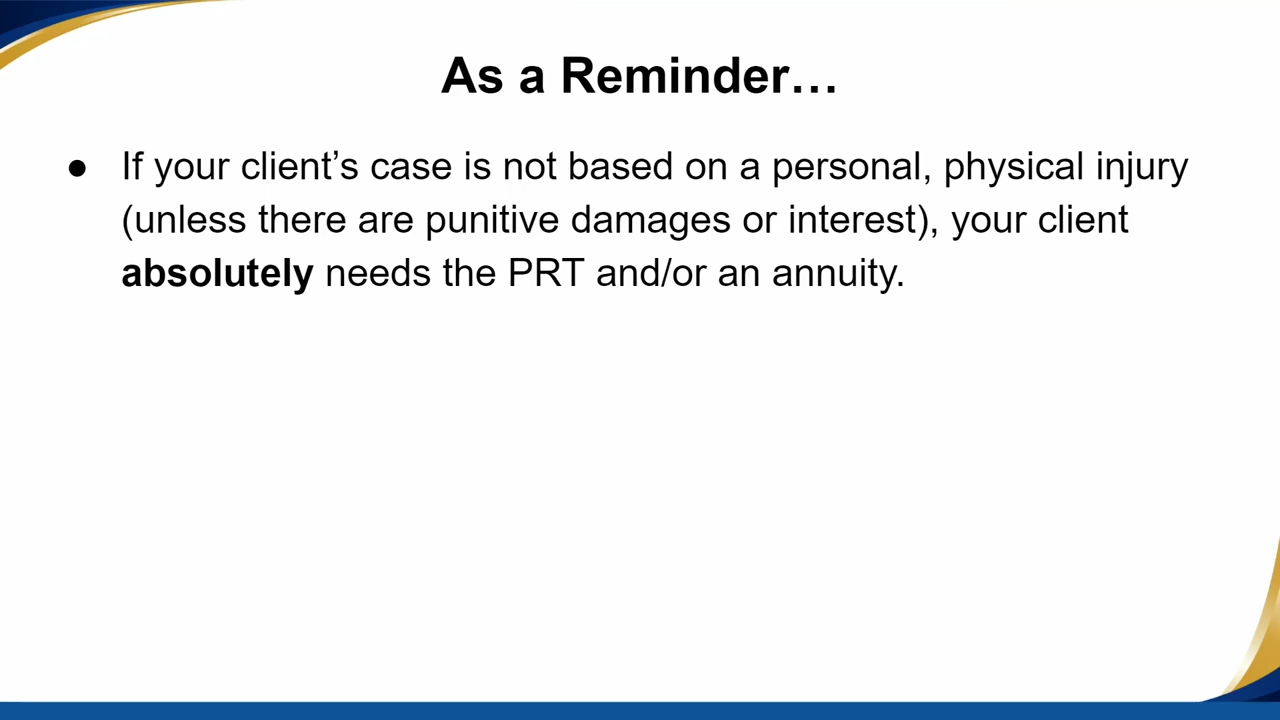 As a Reminder…
● If your client’s case is not based on a personal, physical injury
(unless there are punitive damages or interest), your client
absolutely needs the PRT and/or an annuity.